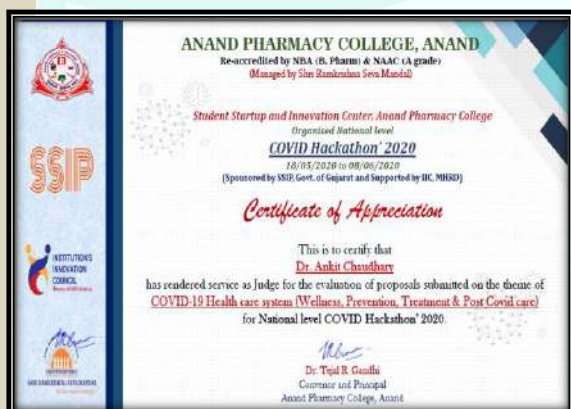 ANAND PHARMACY COLLEGE, ANAND
Re-accredited by NBA (B. Pharm) & NAAC (A grade)
(Managed by Shri Ramkrishna Seva Mandal)
Student Startup and Innovation Center, Anand Pharmacy College
Organised National level
COVID Hackathon' 2020
18/05/2020 to 08/06/2020
(Sponsored by SSIP, Govt. of Gujarat and Supported by IIC, MHRD)
Certificate of Appreciation
This is to certify that
Dr. Ankit Chaudhary
has rendered service as Judge for the evaluation of proposals submitted on the theme of
COVID-19 Health care system (Wellness, Prevention, Treatment & Post Covid care)
for National level COVID Hackathon' 2020.
Dr. Tejal R. Gandhi
Convenor and Principal
Anand Pharmacy College, Anand
SSIP
INSTITUTION'S
INNOVATION
COUNCIL